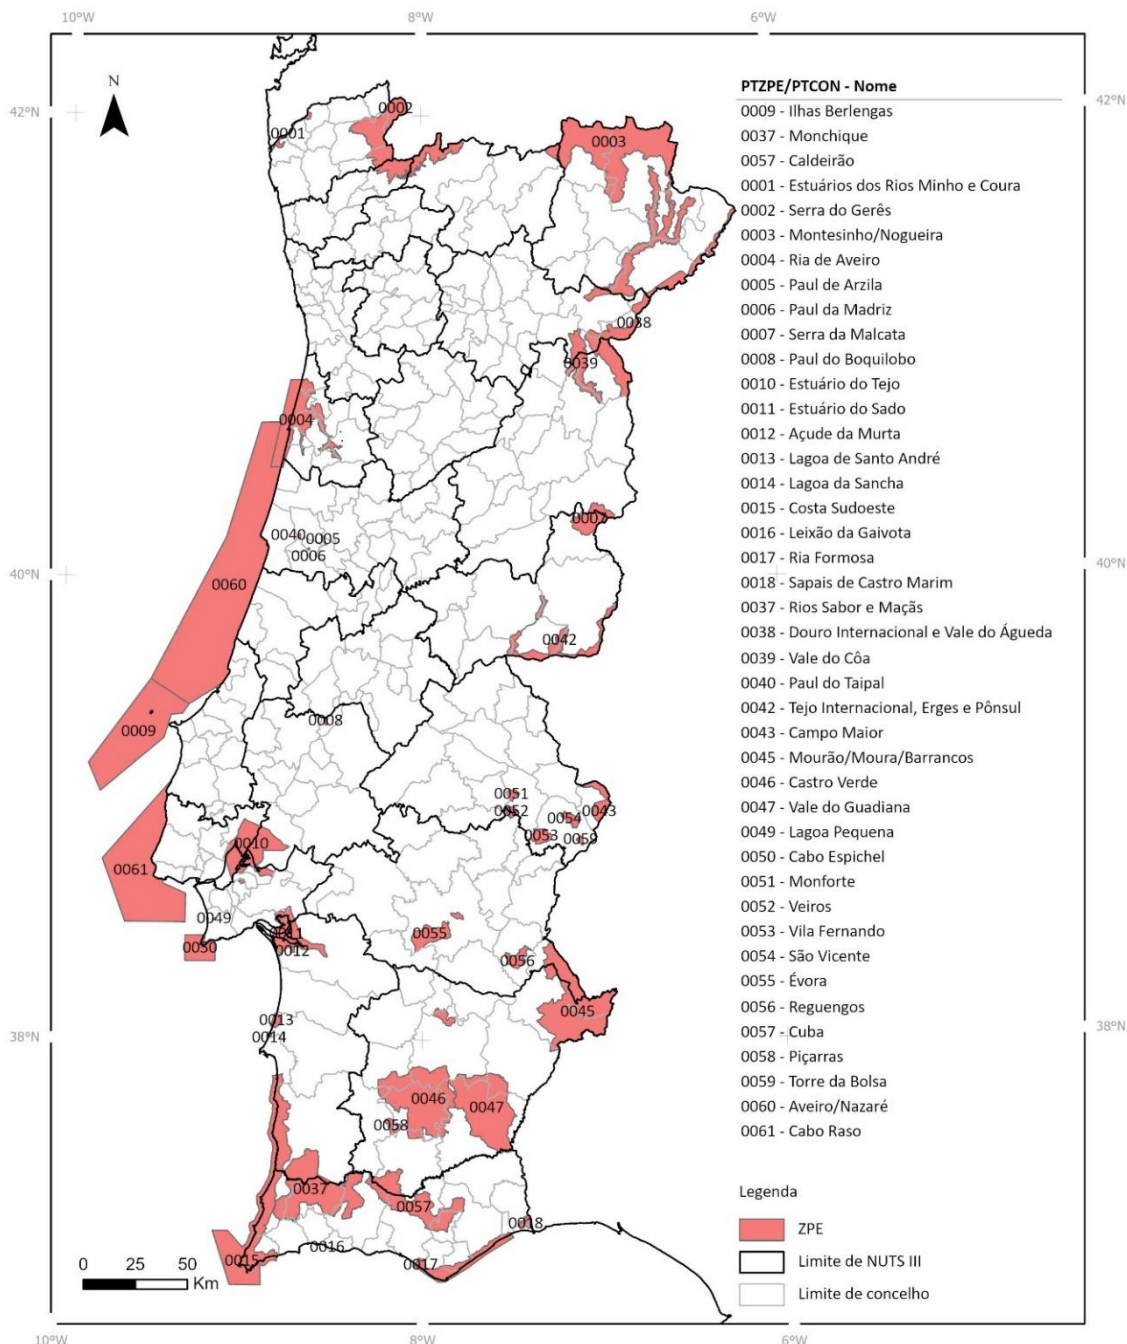 10°W 8°W 6°W
42°N 42°N
N
PTZPE/PTCON - Nome
0009 - Ilhas Berlengas
0037 - Monchique
0057 - Caldeirão
0001 - Estuários dos Rios Minho e Coura
0002 - Serra do Gerês
0003 - Montesinho/Nogueira
0004 - Ria de Aveiro
0005 - Paul de Arzila
0006 - Paul da Madriz
0007 - Serra da Malcata
0008 - Paul do Boquilobo
0010 - Estuário do Tejo
0011 - Estuário do Sado
0012 - Açude da Murta
0013 - Lagoa de Santo André
0014 - Lagoa da Sancha
0015 - Costa Sudoeste
0016 - Leixão da Gaivota
0017 - Ria Formosa
0018 - Sapais de Castro Marim
0037 - Rios Sabor e Maçãs
0038 - Douro Internacional e Vale do Águeda
0039 - Vale do Côa
0040 - Paul do Taipal
0042 - Tejo Internacional, Erges e Pônsul
0043 - Campo Maior
0045 - Mourão/Moura/Barrancos
0046 - Castro Verde
0047 - Vale do Guadiana
0049 - Lagoa Pequena
0050 - Cabo Espichel
0051 - Monforte
0052 - Veiros
0053 - Vila Fernando
0054 - São Vicente
0055 - Évora
0056 - Reguengos
0057 - Cuba
0058 - Piçarras
0059 - Torre da Bolsa
0060 - Aveiro/Nazaré
0061 - Cabo Raso
Legenda
ZPE
Limite de NUTS III
Limite de concelho
0002
0001
0003
0038
0039
0004
0007
0040 0005
0006
0060
40°N 40°N
0042
0009
0008
0051
0052
0054 0043
0053 0059
0010
0061
0049
0050
0011
0012
0055
0056
0045
0013
0014
38°N 38°N
0046
0047
0058
0037
0057
0018
0016
0015
0017
0 25 50
Km
10°W 8°W 6°W